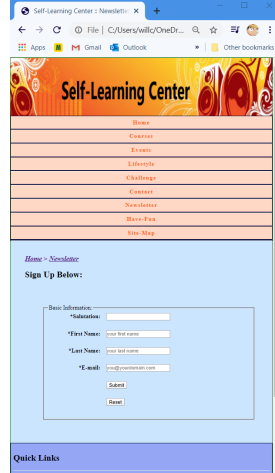 Self-Learning Center :: Newslette
File | C:/Users/willc/OneDr...
Apps M Gmail Outlook » Other bookmarks
Self-Learning Center
Home
Courses
Events
Lifestyle
Challenge
Contact
Newsletter
Have-Fun
Site-Map
Home > Newsletter
Sign Up Below:
Basic Information
*Salutation:
*First Name: your first name
*Last Name: your last name
*E-mail: you@yourdomain.com
Submit
Reset
Quick Links